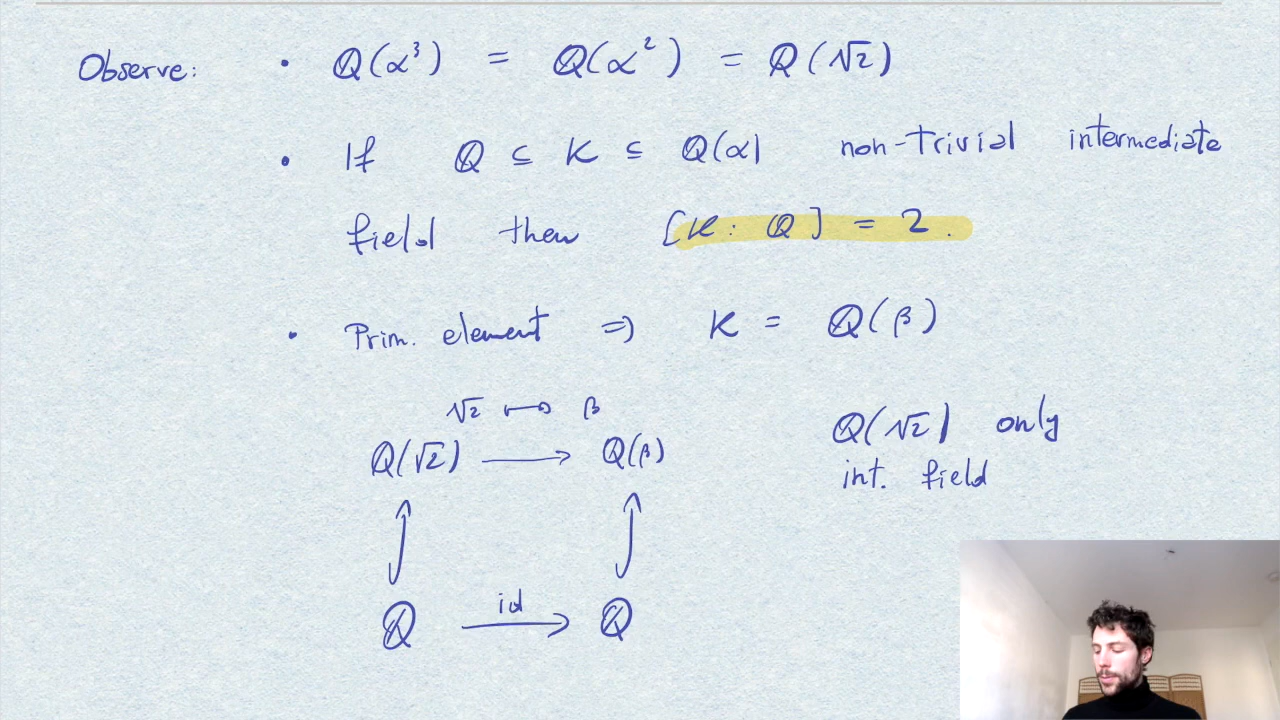 Observe: • Q(α³) = Q(α²) = Q(√2)
• If Q ⊆ K ⊆ Q(α) non-trivial intermediate
field then [K : Q] = 2.
• Prim. element ⇒ K = Q(β)
√2 ↦ β
Q(√2) → Q(β)
Q(√2) only
int. field
id
Q → Q